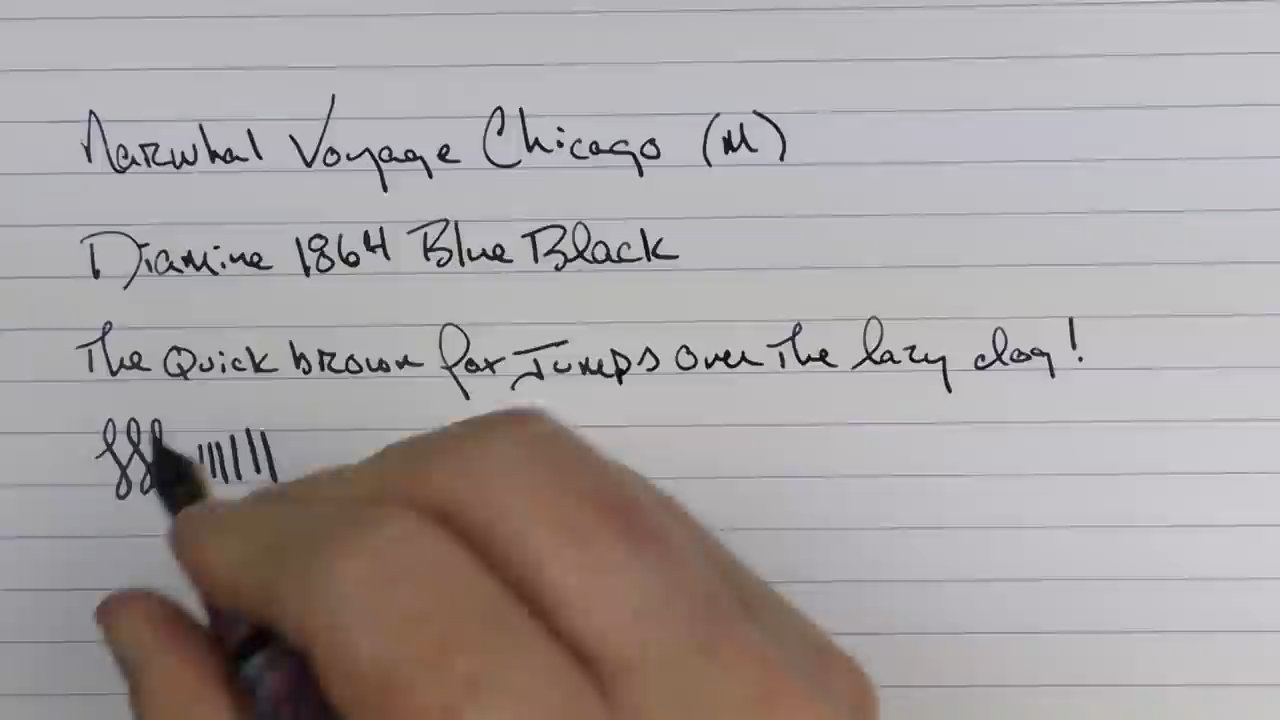 Narwhal Voyage Chicago (M)
Diamine 1864 Blue Black
The Quick brown fox Jumps over The lazy dog!